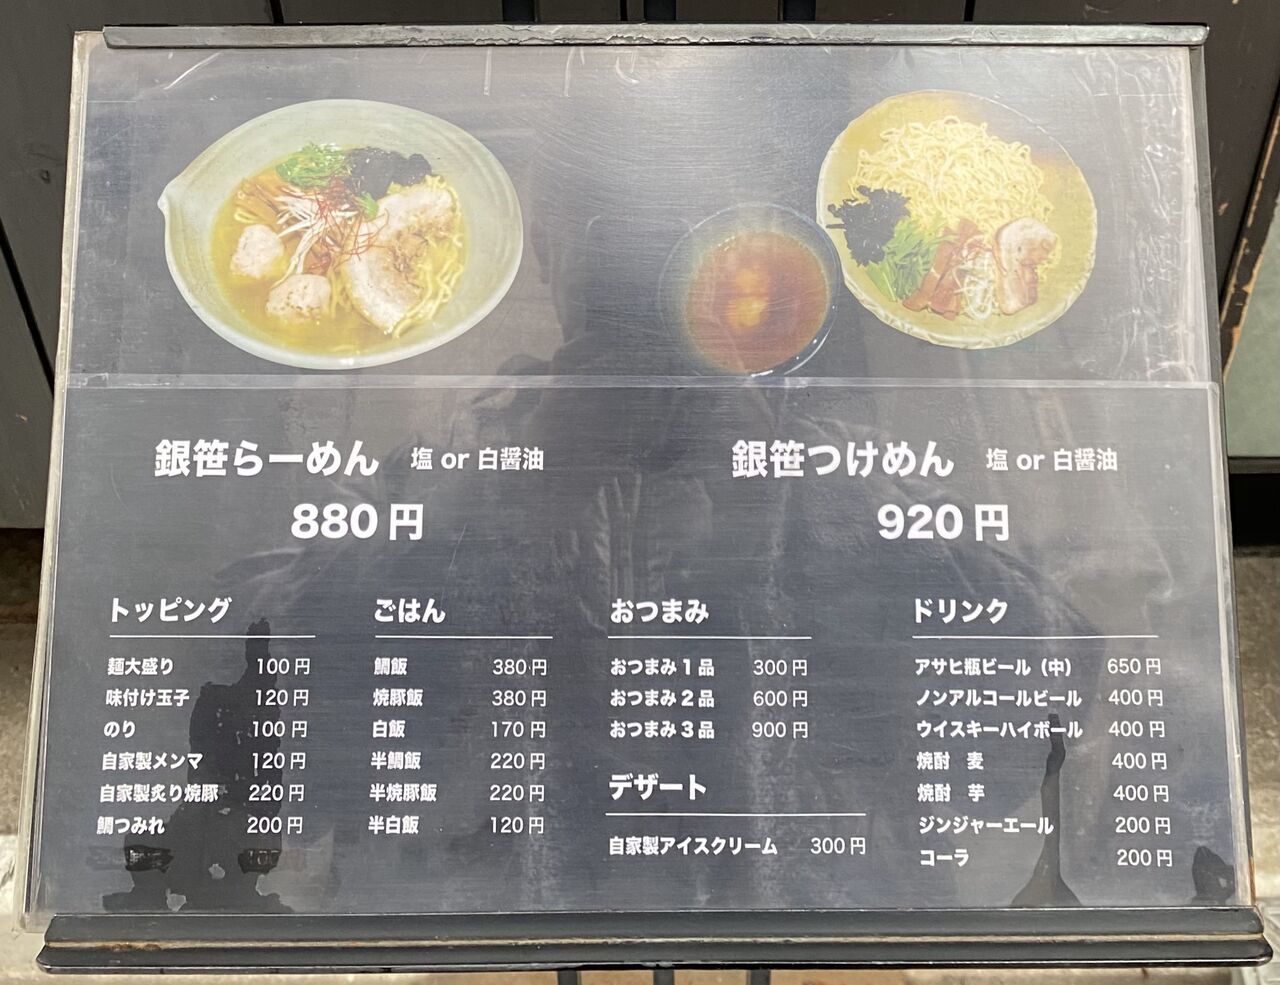 銀笹らーめん 塩 or 白醤油
880円
銀笹つけめん 塩 or 白醤油
920円
トッピング
麺大盛り 100円
味付け玉子 120円
のり 100円
自家製メンマ 120円
自家製炙り焼豚 220円
鯛つみれ 200円
ごはん
鯛飯 380円
焼豚飯 380円
白飯 170円
半鯛飯 220円
半焼豚飯 220円
半白飯 120円
おつまみ
おつまみ1品 300円
おつまみ2品 600円
おつまみ3品 900円
デザート
自家製アイスクリーム 300円
ドリンク
アサヒ瓶ビール（中） 650円
ノンアルコールビール 400円
ウイスキーハイボール 400円
焼酎 麦 400円
焼酎 芋 400円
ジンジャーエール 200円
コーラ 200円